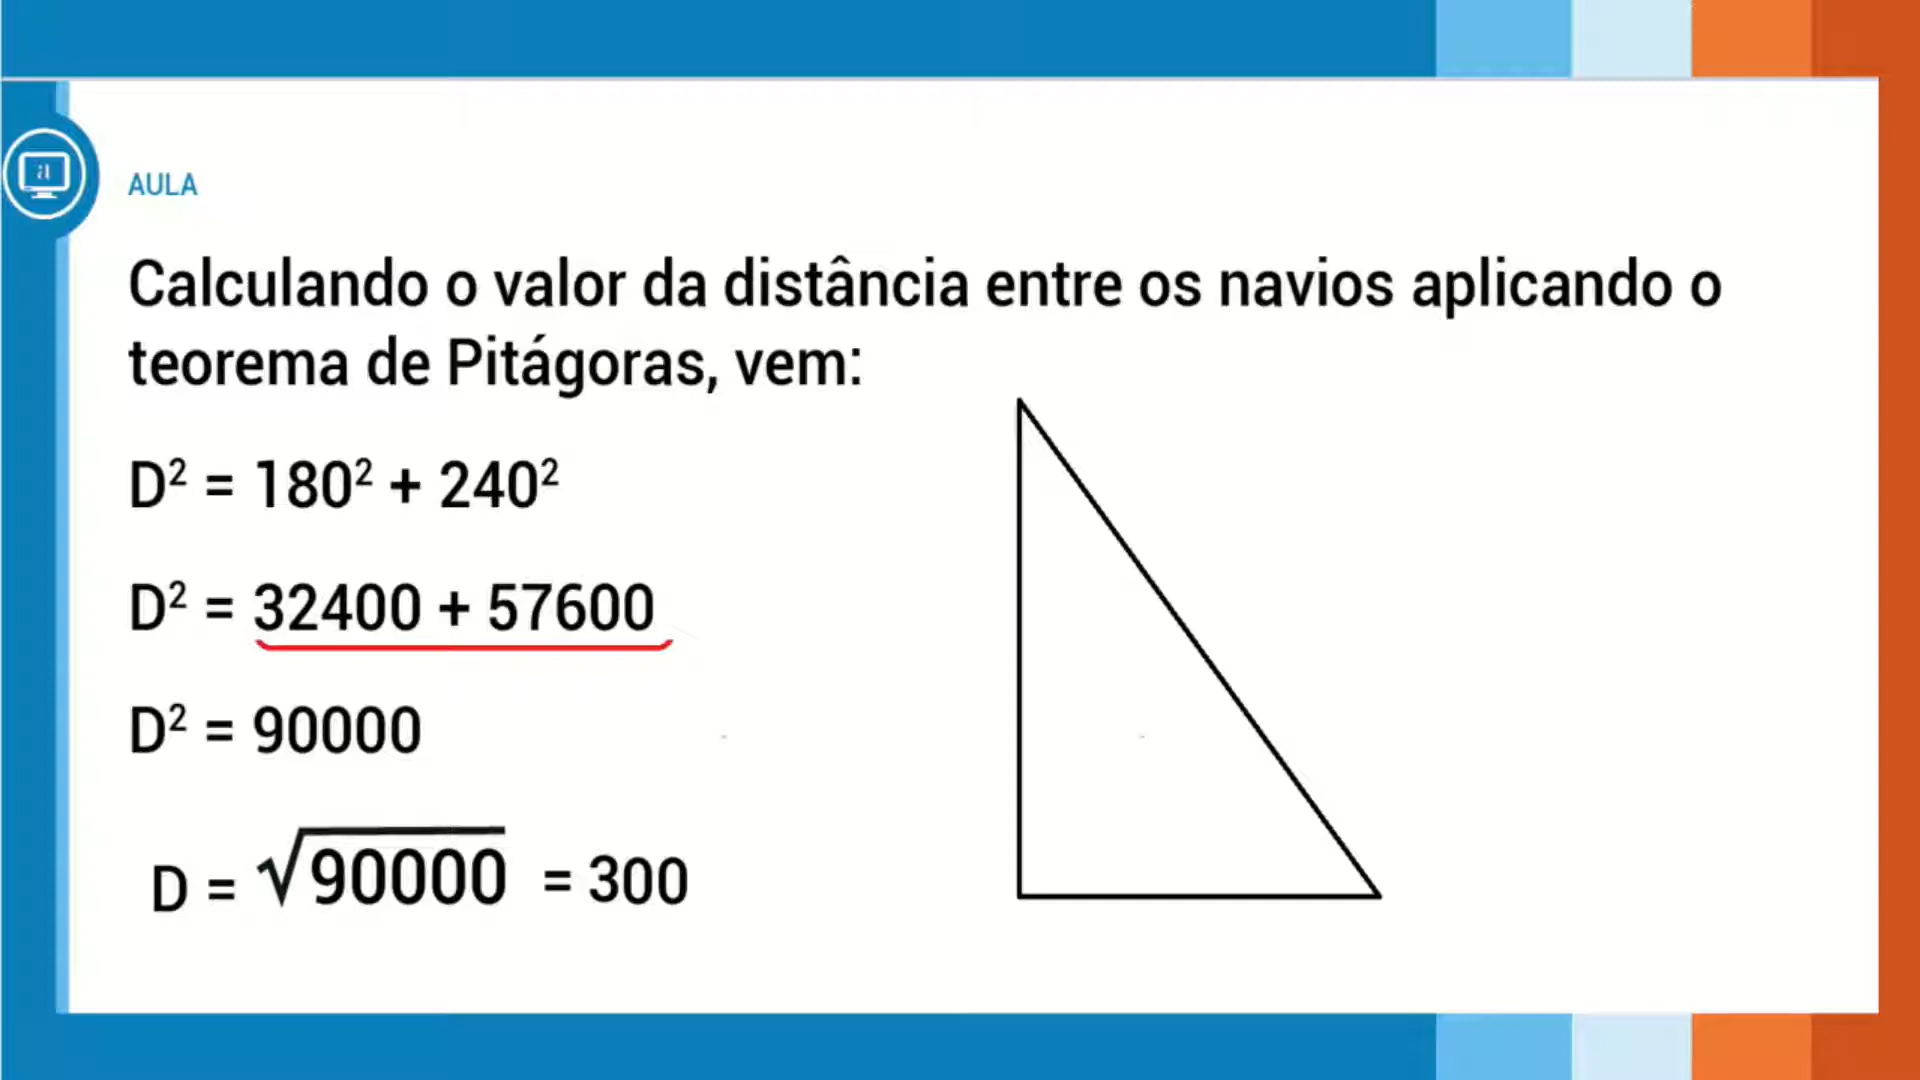 a
AULA
Calculando o valor da distância entre os navios aplicando o
teorema de Pitágoras, vem:
D² = 180² + 240²
D² = 32400 + 57600
D² = 90000
D = √90000 = 300